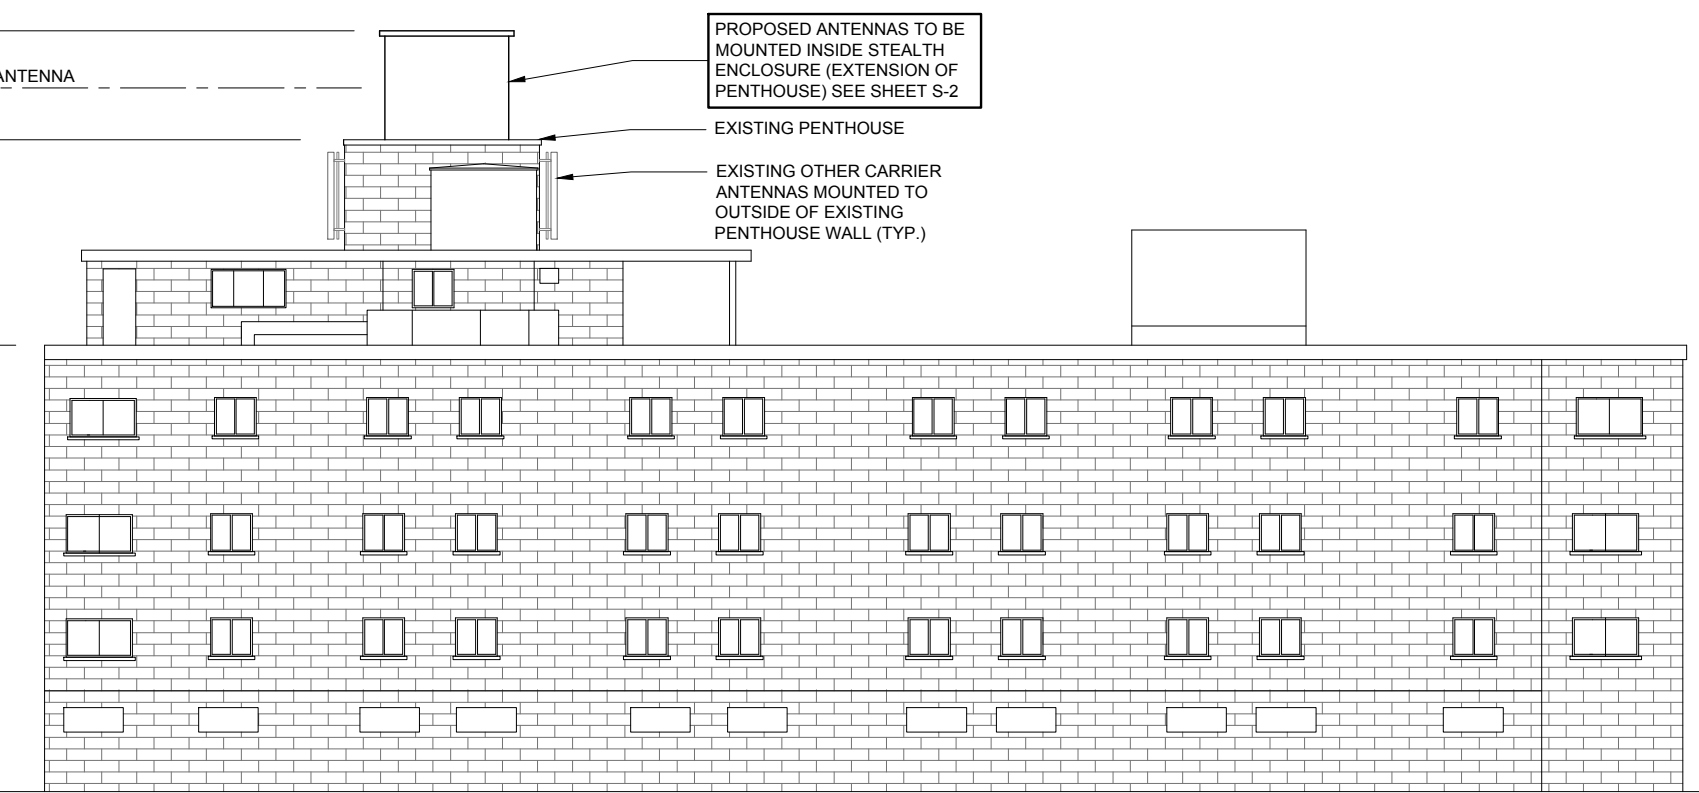 PROPOSED ANTENNAS TO BE
MOUNTED INSIDE STEALTH
ENCLOSURE (EXTENSION OF
PENTHOUSE) SEE SHEET S-2
ANTENNA
EXISTING PENTHOUSE
EXISTING OTHER CARRIER
ANTENNAS MOUNTED TO
OUTSIDE OF EXISTING
PENTHOUSE WALL (TYP.)